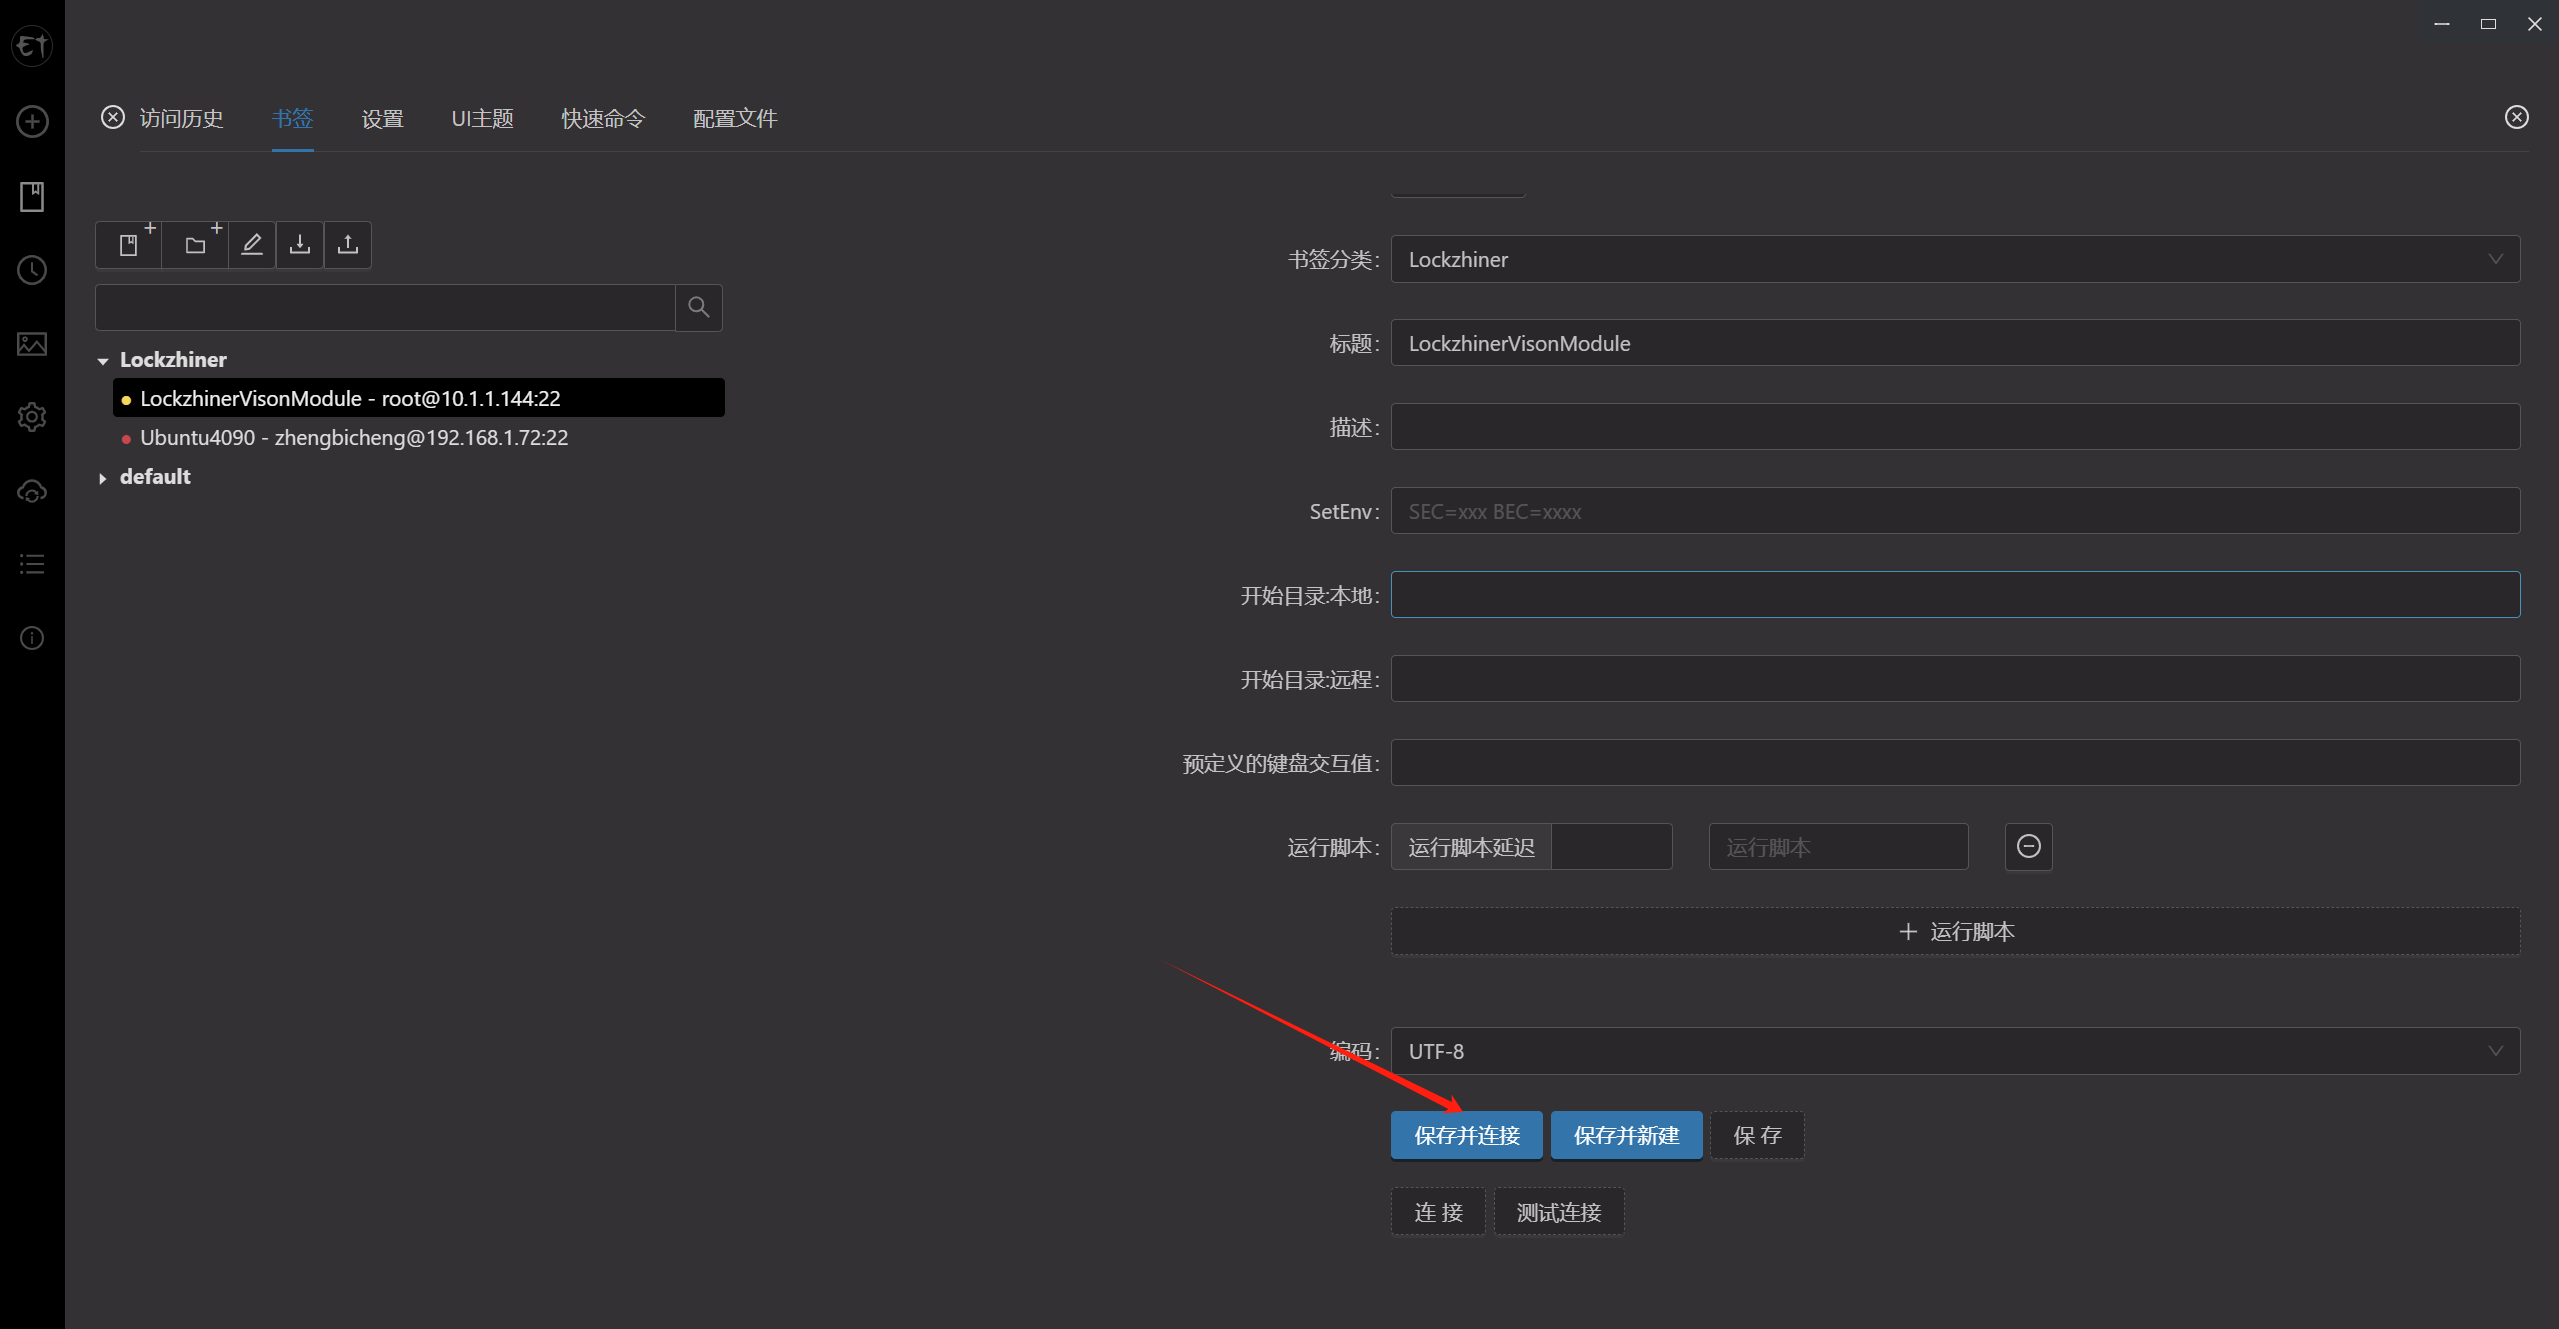 访问历史 书签 设置 UI主题 快速命令 配置文件
Lockzhiner
LockzhinerVisonModule - root@10.1.1.144:22
Ubuntu4090 - zhengbicheng@192.168.1.72:22
default
书签分类: Lockzhiner
标题: LockzhinerVisonModule
描述:
SetEnv: SEC=xxx BEC=xxxx
开始目录:本地:
开始目录:远程:
预定义的键盘交互值:
运行脚本: 运行脚本延迟 运行脚本
+ 运行脚本
编码: UTF-8
保存并连接 保存并新建 保 存
连 接 测试连接